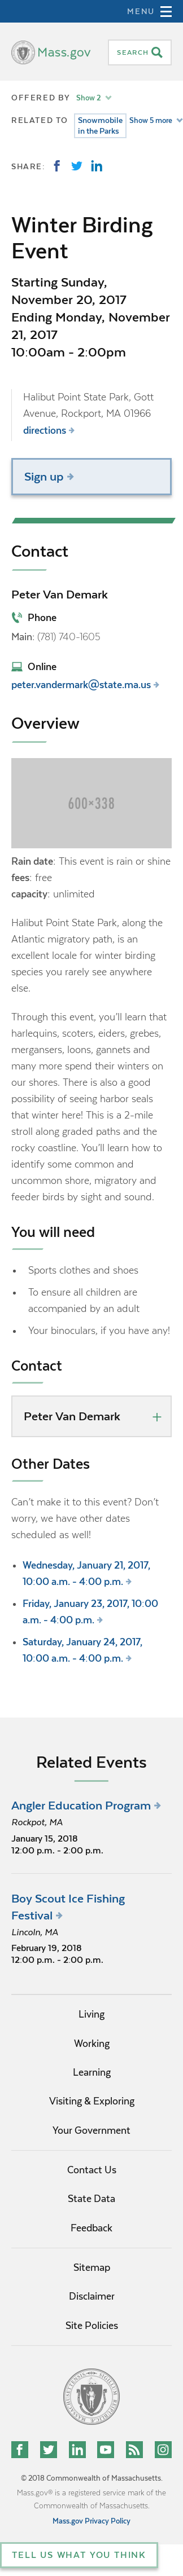 MENU
Mass.gov
SEARCH
OFFERED BY Show 2
RELATED TO Snowmobile in the Parks Show 5 more
SHARE:
Winter Birding
Event
Starting Sunday,
November 20, 2017
Ending Monday, November
21, 2017
10:00am - 2:00pm
Halibut Point State Park, Gott
Avenue, Rockport, MA 01966
directions
Sign up
Contact
Peter Van Demark
Phone
Main: (781) 740-1605
Online
peter.vandermark@state.ma.us
Overview
600×338
Rain date: This event is rain or shine
fees: free
capacity: unlimited
Halibut Point State Park, along the
Atlantic migratory path, is an
excellent place to view sea birds
you're likely to rarely see anywhere
else.
Through this event, you'll learn that
harlequins, scoters, eiders, grebes,
mergansers, loons, gannets and
many more spend their winters on
our shores. There is also a good
possibility of seeing harbor seals
that winter here! This is a 2-mile
stroll along graded paths and the
rocky coastline. You'll learn how to
identify some common and
uncommon shore, migratory and
feeder birds by sight and sound.
You will need
Sports clothes and shoes
To ensure all children are
accompanied by an adult
Your binoculars, if you have any!
Contact
Peter Van Demark
Other Dates
Can't make it to this event? Don't
worry, we have other dates
scheduled as well!
Wednesday, January 21, 2017,
10:00 a.m. - 4:00 p.m.
Friday, January 23, 2017, 10:00
a.m. - 4:00 p.m.
Saturday, January 24, 2017,
10:00 a.m. - 4:00 p.m.
Related Events
Angler Education Program
Rockpot, MA
January 15, 2018
12:00 p.m. - 2:00 p.m.
Boy Scout Ice Fishing
Festival
Lincoln, MA
February 19, 2018
12:00 p.m. - 2:00 p.m.
Living
Working
Learning
Visiting & Exploring
Your Government
Contact Us
State Data
Feedback
Sitemap
Disclaimer
Site Policies
© 2018 Commonwealth of Massachusetts.
Mass.gov® is a registered service mark of the
Commonwealth of Massachusetts.
Mass.gov Privacy Policy
TELL US WHAT YOU THINK